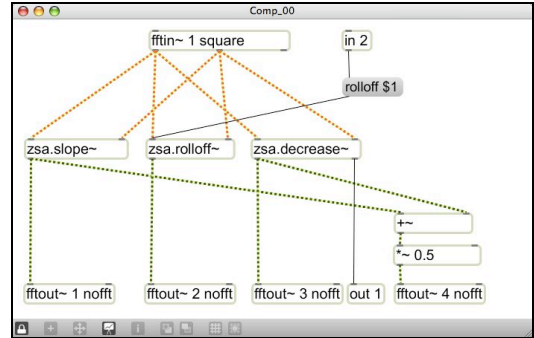 Comp_00
fftin~ 1 square
in 2
rolloff $1
zsa.slope~
zsa.rolloff~
zsa.decrease~
+~
*~ 0.5
fftout~ 1 nofft
fftout~ 2 nofft
fftout~ 3 nofft
out 1
fftout~ 4 nofft